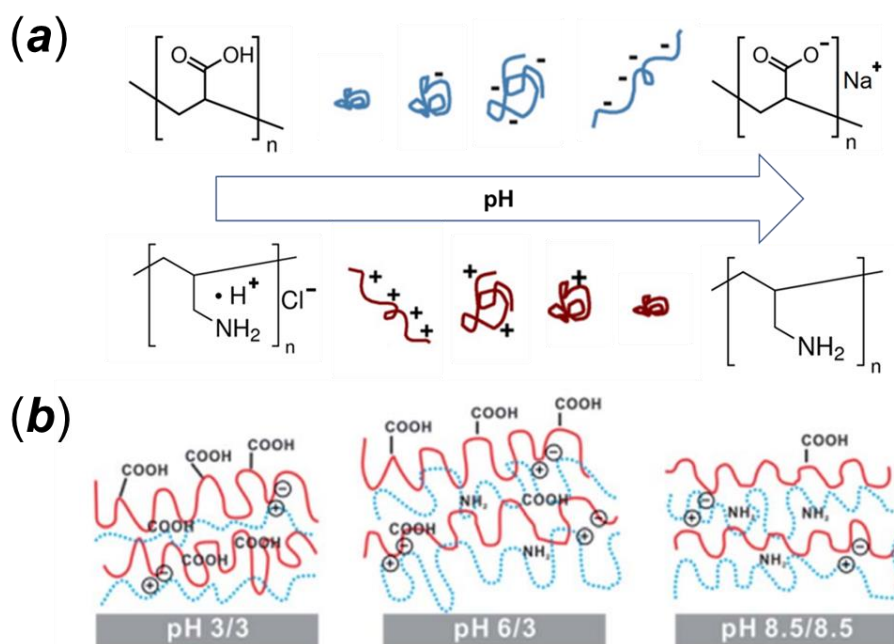 (a)
O OH
n
- - - - - - - -
O O⁻
Na⁺
n
pH
• H⁺
Cl⁻
NH₂
n
+ + + + + + +
NH₂
n
(b)
COOH COOH COOH
−
+
COOH COOH
COOH
−
+
pH 3/3
COOH COOH COOH
−
+
NH₂ COOH
COOH
− −
+ +
NH₂
pH 6/3
COOH
−
+
NH₂ NH₂
−
NH₂ +
pH 8.5/8.5